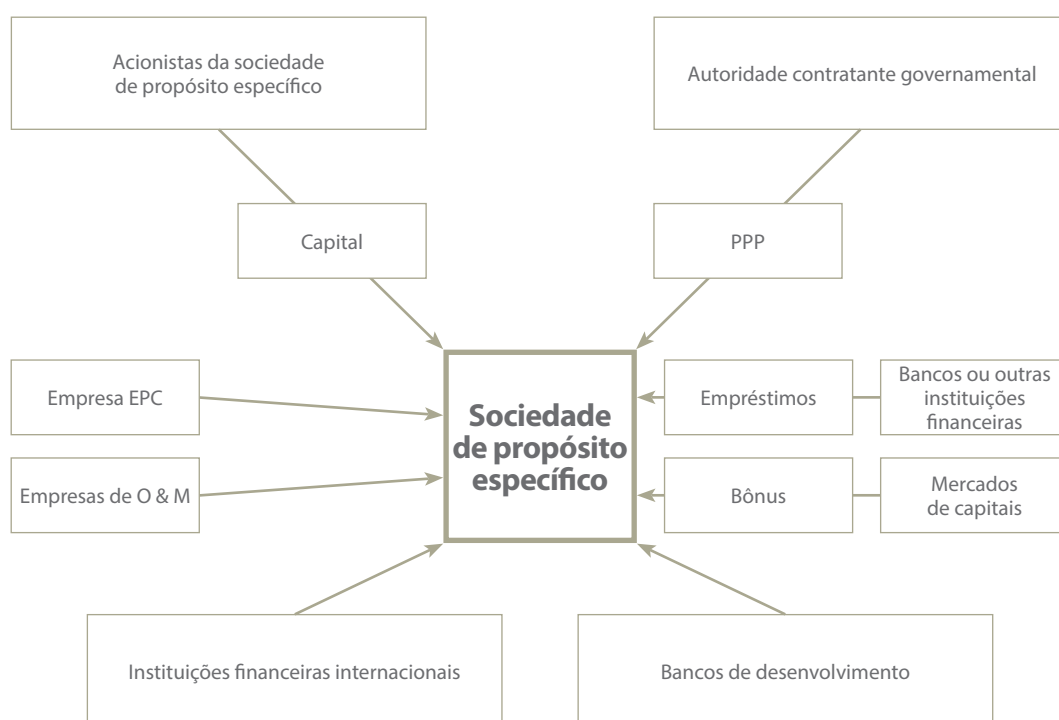 Acionistas da sociedade
de propósito específico
Autoridade contratante governamental
Capital
PPP
Empresa EPC
Sociedade
de propósito
específico
Empréstimos
Bancos ou outras
instituições
financeiras
Empresas de O & M
Bônus
Mercados
de capitais
Instituições financeiras internacionais
Bancos de desenvolvimento